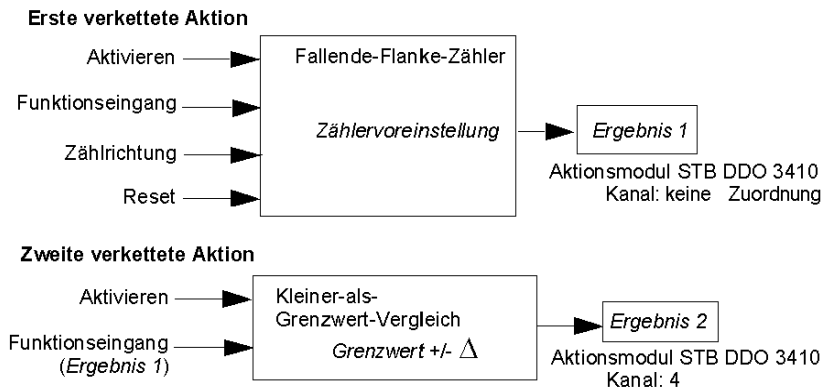 Erste verkettete Aktion
Aktivieren
Funktionseingang
Zählrichtung
Reset
Fallende-Flanke-Zähler
Zählervoreinstellung
Ergebnis 1
Aktionsmodul STB DDO 3410
Kanal: keine Zuordnung
Zweite verkettete Aktion
Aktivieren
Funktionseingang
(Ergebnis 1)
Kleiner-als-
Grenzwert-Vergleich
Grenzwert +/- Δ
Ergebnis 2
Aktionsmodul STB DDO 3410
Kanal: 4